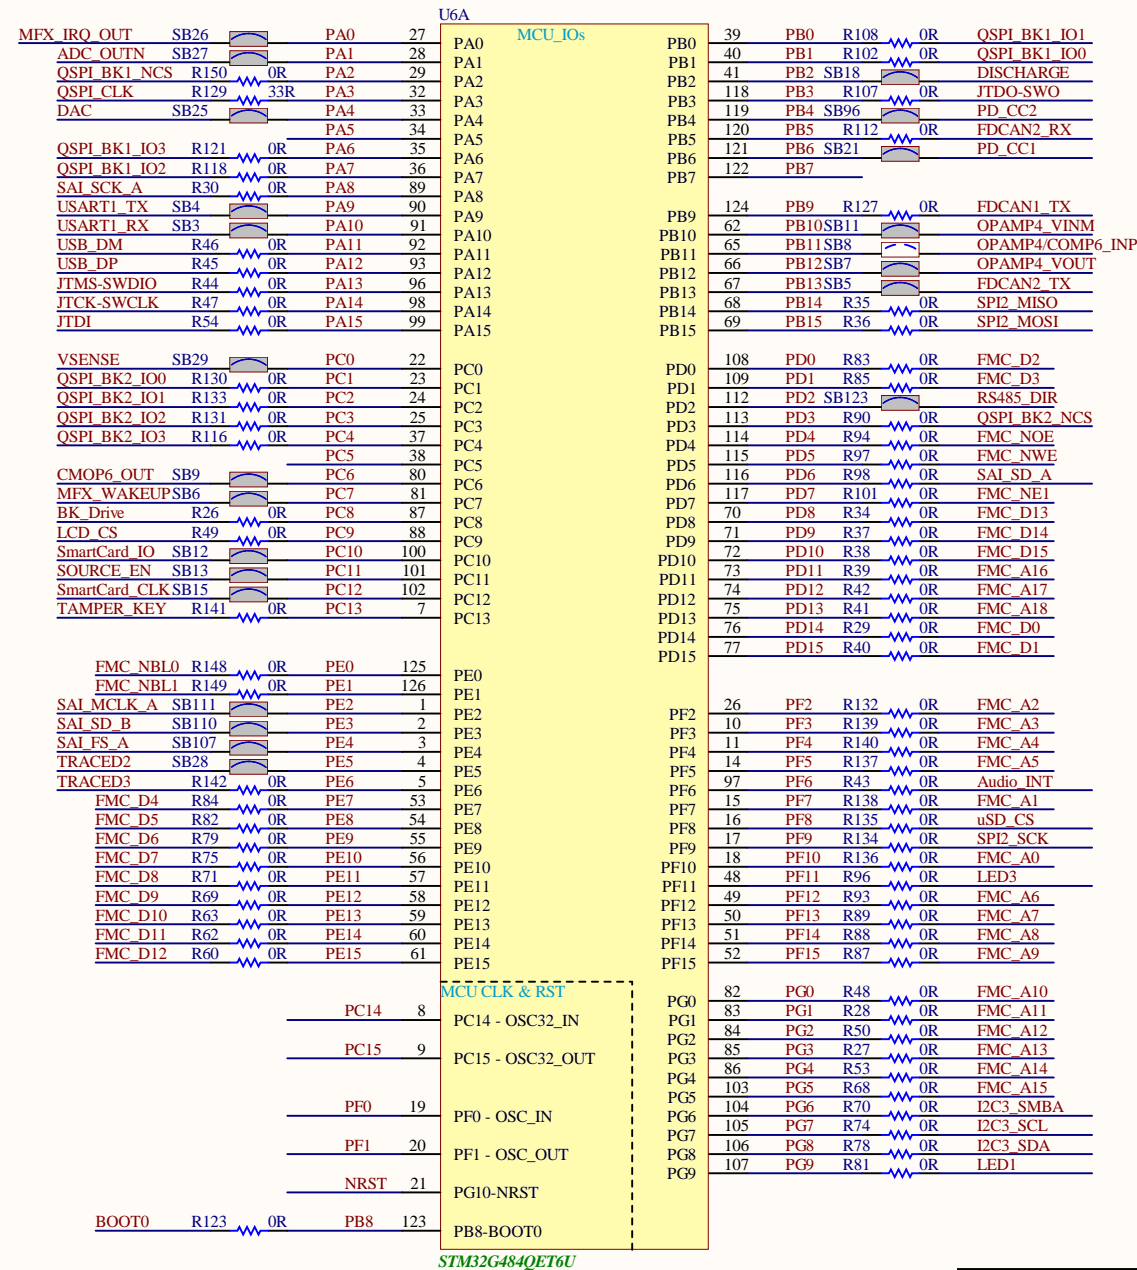 U6A
MCU_IOs
MFX_IRQ_OUT SB26 PA0 27 PA0
ADC_OUTN SB27 PA1 28 PA1
QSPI_BK1_NCS R150 0R PA2 29 PA2
QSPI_CLK R129 33R PA3 32 PA3
DAC SB25 PA4 33 PA4
PA5 34 PA5
QSPI_BK1_IO3 R121 0R PA6 35 PA6
QSPI_BK1_IO2 R118 0R PA7 36 PA7
SAI_SCK_A R30 0R PA8 89 PA8
USART1_TX SB4 PA9 90 PA9
USART1_RX SB3 PA10 91 PA10
USB_DM R46 0R PA11 92 PA11
USB_DP R45 0R PA12 93 PA12
JTMS-SWDIO R44 0R PA13 96 PA13
JTCK-SWCLK R47 0R PA14 98 PA14
JTDI R54 0R PA15 99 PA15
VSENSE SB29 PC0 22 PC0
QSPI_BK2_IO0 R130 0R PC1 23 PC1
QSPI_BK2_IO1 R133 0R PC2 24 PC2
QSPI_BK2_IO2 R131 0R PC3 25 PC3
QSPI_BK2_IO3 R116 0R PC4 37 PC4
PC5 38 PC5
CMOP6_OUT SB9 PC6 80 PC6
MFX_WAKEUP SB6 PC7 81 PC7
BK_Drive R26 0R PC8 87 PC8
LCD_CS R49 0R PC9 88 PC9
SmartCard_IO SB12 PC10 100 PC10
SOURCE_EN SB13 PC11 101 PC11
SmartCard_CLK SB15 PC12 102 PC12
TAMPER_KEY R141 0R PC13 7 PC13
FMC_NBL0 R148 0R PE0 125 PE0
FMC_NBL1 R149 0R PE1 126 PE1
SAI_MCLK_A SB111 PE2 1 PE2
SAI_SD_B SB110 PE3 2 PE3
SAI_FS_A SB107 PE4 3 PE4
TRACED2 SB28 PE5 4 PE5
TRACED3 R142 0R PE6 5 PE6
FMC_D4 R84 0R PE7 53 PE7
FMC_D5 R82 0R PE8 54 PE8
FMC_D6 R79 0R PE9 55 PE9
FMC_D7 R75 0R PE10 56 PE10
FMC_D8 R71 0R PE11 57 PE11
FMC_D9 R69 0R PE12 58 PE12
FMC_D10 R63 0R PE13 59 PE13
FMC_D11 R62 0R PE14 60 PE14
FMC_D12 R60 0R PE15 61 PE15
MCU CLK & RST
PC14 8 PC14 - OSC32_IN
PC15 9 PC15 - OSC32_OUT
PF0 19 PF0 - OSC_IN
PF1 20 PF1 - OSC_OUT
NRST 21 PG10-NRST
BOOT0 R123 0R PB8 123 PB8-BOOT0
PB0 39 PB0 R108 0R QSPI_BK1_IO1
PB1 40 PB1 R102 0R QSPI_BK1_IO0
PB2 41 PB2 SB18 DISCHARGE
PB3 118 PB3 R107 0R JTDO-SWO
PB4 119 PB4 SB96 PD_CC2
PB5 120 PB5 R112 0R FDCAN2_RX
PB6 121 PB6 SB21 PD_CC1
PB7 122 PB7
PB9 124 PB9 R127 0R FDCAN1_TX
PB10 62 PB10 SB11 OPAMP4_VINM
PB11 65 PB11 SB8 OPAMP4/COMP6_INP
PB12 66 PB12 SB7 OPAMP4_VOUT
PB13 67 PB13 SB5 FDCAN2_TX
PB14 68 PB14 R35 0R SPI2_MISO
PB15 69 PB15 R36 0R SPI2_MOSI
PD0 108 PD0 R83 0R FMC_D2
PD1 109 PD1 R85 0R FMC_D3
PD2 112 PD2 SB123 RS485_DIR
PD3 113 PD3 R90 0R QSPI_BK2_NCS
PD4 114 PD4 R94 0R FMC_NOE
PD5 115 PD5 R97 0R FMC_NWE
PD6 116 PD6 R98 0R SAI_SD_A
PD7 117 PD7 R101 0R FMC_NE1
PD8 70 PD8 R34 0R FMC_D13
PD9 71 PD9 R37 0R FMC_D14
PD10 72 PD10 R38 0R FMC_D15
PD11 73 PD11 R39 0R FMC_A16
PD12 74 PD12 R42 0R FMC_A17
PD13 75 PD13 R41 0R FMC_A18
PD14 76 PD14 R29 0R FMC_D0
PD15 77 PD15 R40 0R FMC_D1
PF2 26 PF2 R132 0R FMC_A2
PF3 10 PF3 R139 0R FMC_A3
PF4 11 PF4 R140 0R FMC_A4
PF5 14 PF5 R137 0R FMC_A5
PF6 97 PF6 R43 0R Audio_INT
PF7 15 PF7 R138 0R FMC_A1
PF8 16 PF8 R135 0R uSD_CS
PF9 17 PF9 R134 0R SPI2_SCK
PF10 18 PF10 R136 0R FMC_A0
PF11 48 PF11 R96 0R LED3
PF12 49 PF12 R93 0R FMC_A6
PF13 50 PF13 R89 0R FMC_A7
PF14 51 PF14 R88 0R FMC_A8
PF15 52 PF15 R87 0R FMC_A9
PG0 82 PG0 R48 0R FMC_A10
PG1 83 PG1 R28 0R FMC_A11
PG2 84 PG2 R50 0R FMC_A12
PG3 85 PG3 R27 0R FMC_A13
PG4 86 PG4 R53 0R FMC_A14
PG5 103 PG5 R68 0R FMC_A15
PG6 104 PG6 R70 0R I2C3_SMBA
PG7 105 PG7 R74 0R I2C3_SCL
PG8 106 PG8 R78 0R I2C3_SDA
PG9 107 PG9 R81 0R LED1
STM32G484QET6U